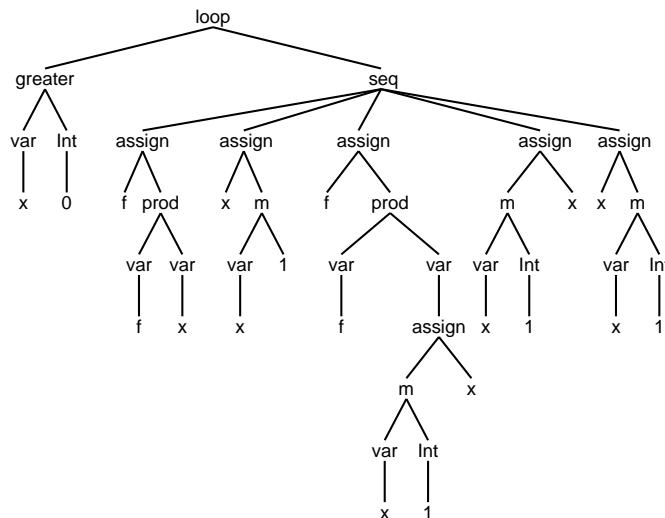 loop
greater seq
var Int assign assign assign assign assign
x 0 f prod x m f prod m x x m
var var var 1 var var var Int var Int
f x x f assign x 1 x 1
m x
var Int
x 1